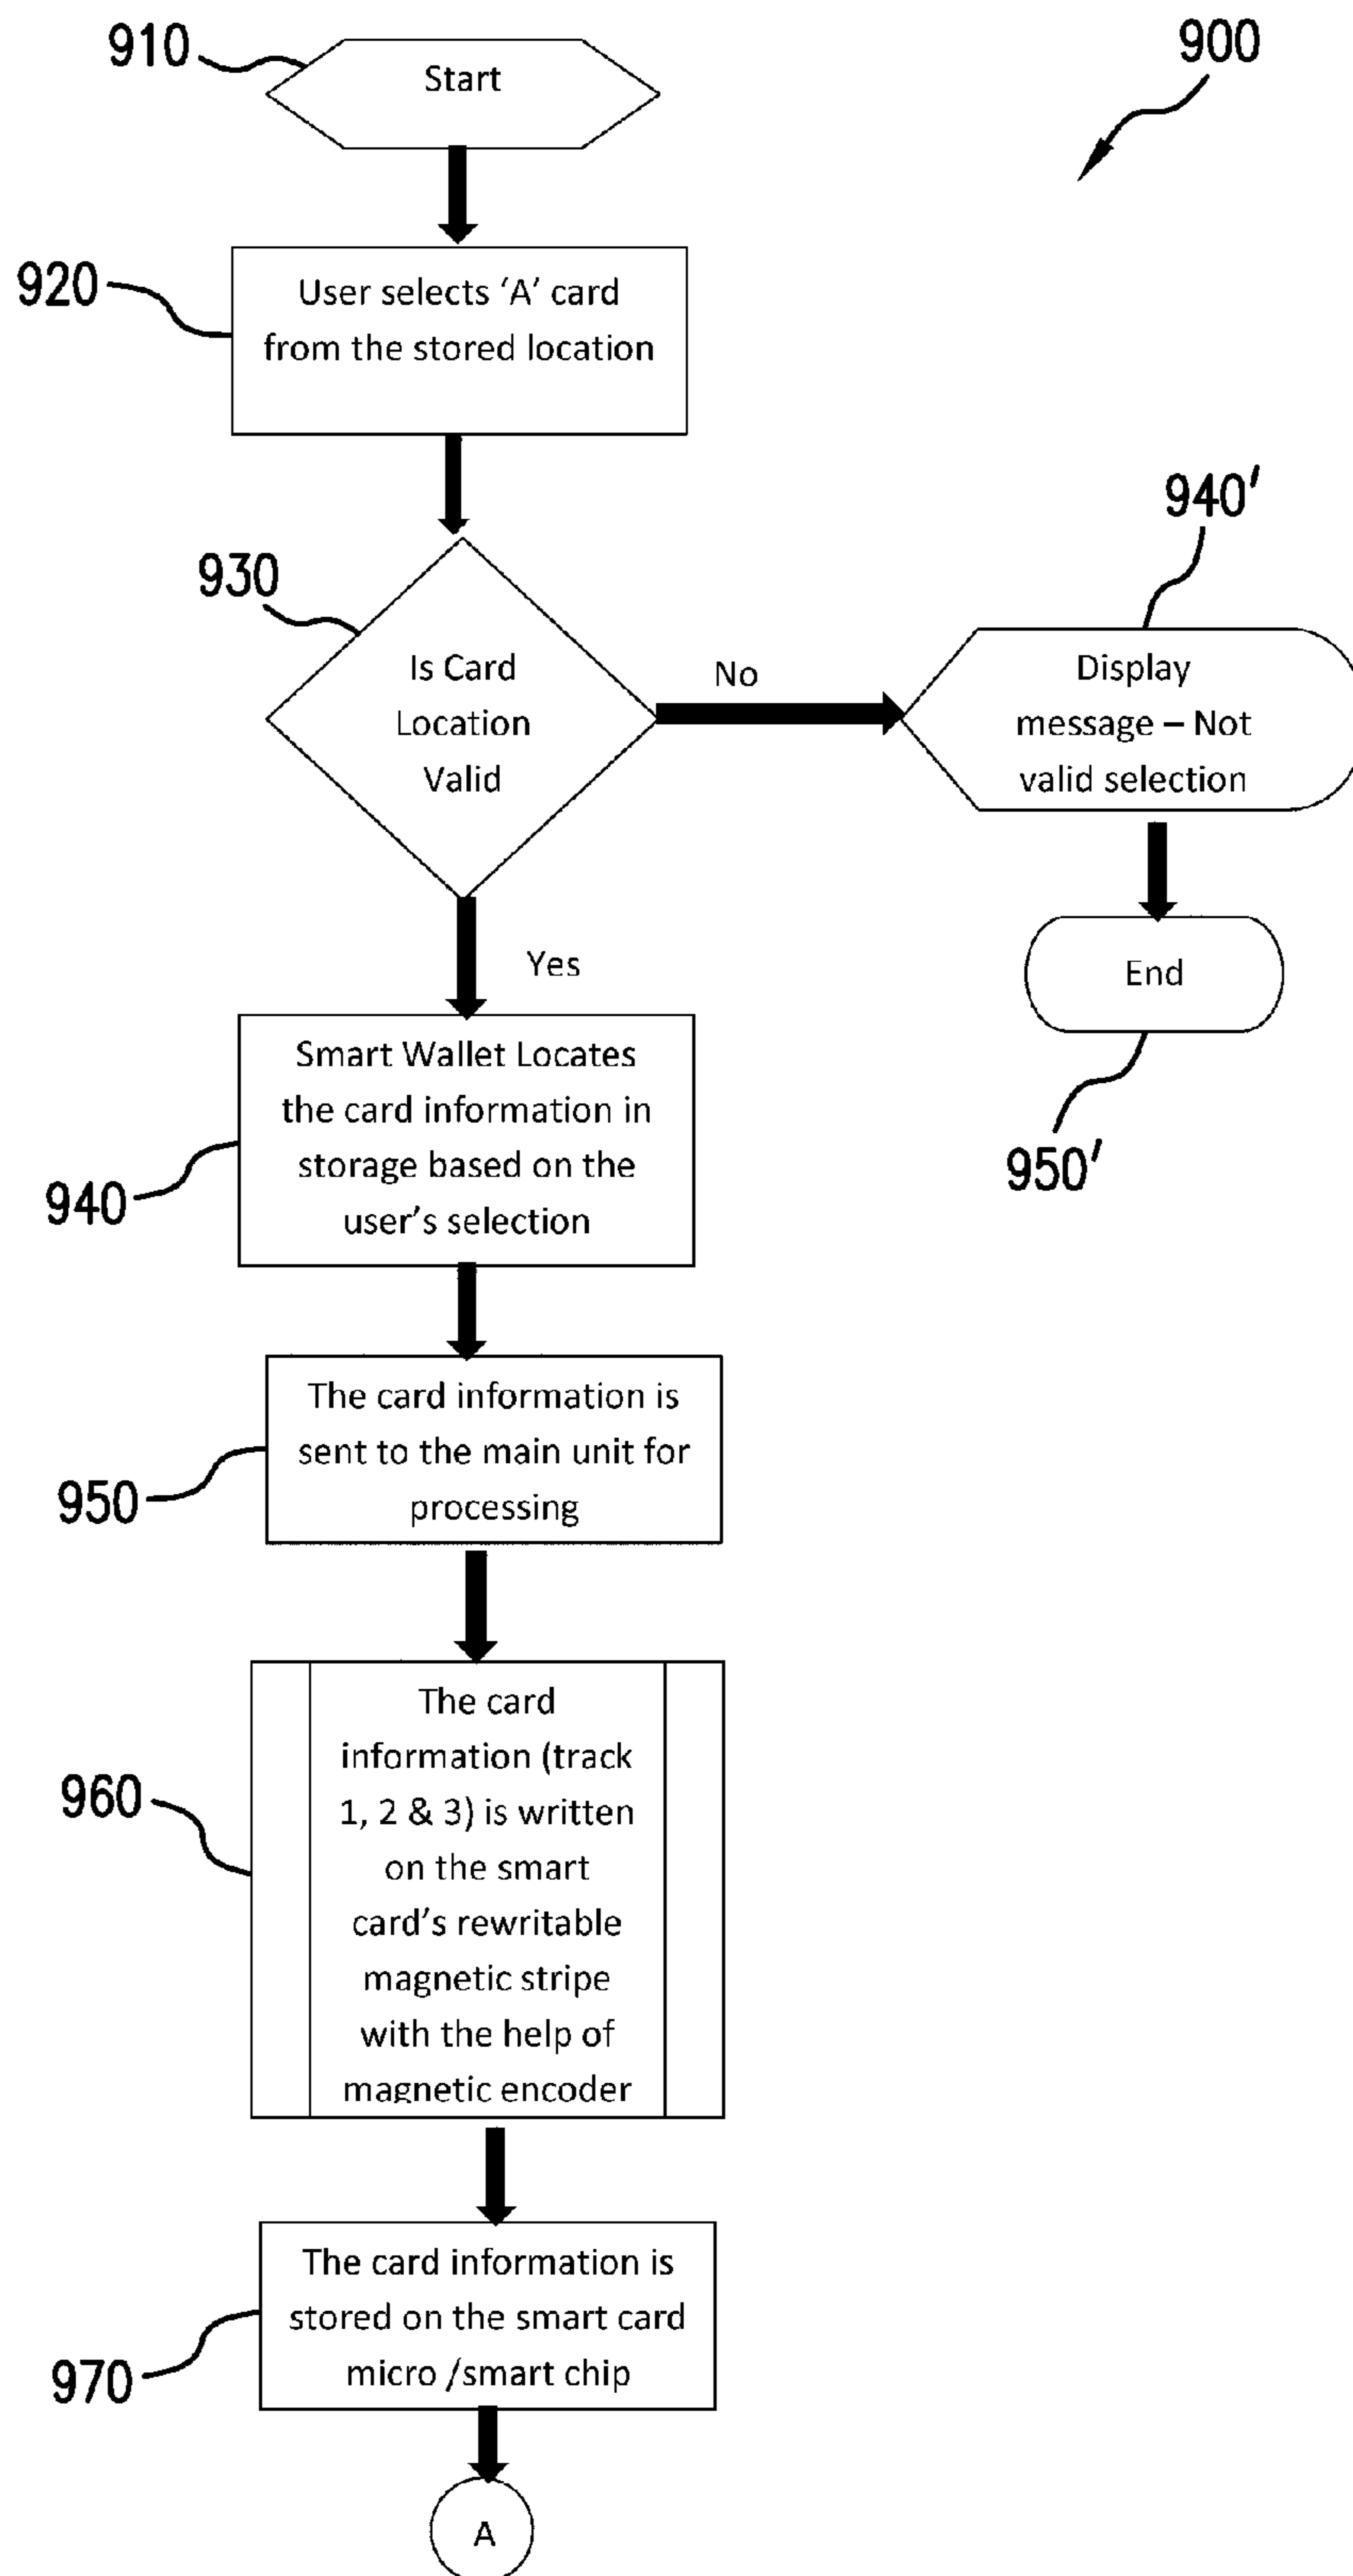 910
Start
900
920
User selects ‘A’ card
from the stored location
930
Is Card
Location
Valid
No
940'
Display
message – Not
valid selection
Yes
End
950'
940
Smart Wallet Locates
the card information in
storage based on the
user’s selection
950
The card information is
sent to the main unit for
processing
960
The card
information (track
1, 2 & 3) is written
on the smart
card’s rewritable
magnetic stripe
with the help of
magnetic encoder
970
The card information is
stored on the smart card
micro /smart chip
A